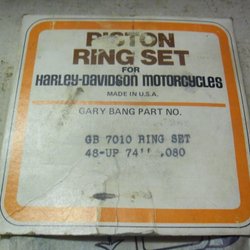 PISTON
RING SET
FOR
HARLEY-DAVIDSON MOTORCYCLES
MADE IN U.S.A.
GARY BANG PART NO.
GB 7010 RING SET
48-UP 74" .080